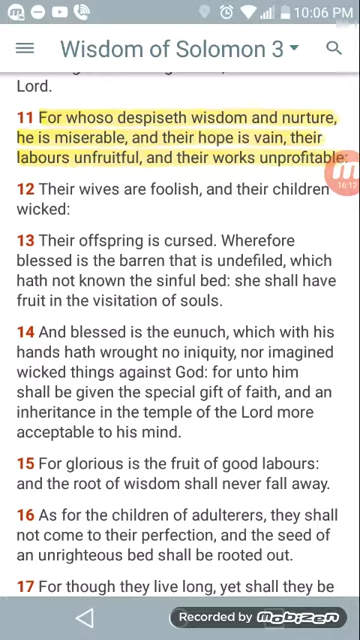 10:06 PM
Wisdom of Solomon 3
Lord.
11 For whoso despiseth wisdom and nurture,
he is miserable, and their hope is vain, their
labours unfruitful, and their works unprofitable:
16:12
12 Their wives are foolish, and their children
wicked:
13 Their offspring is cursed. Wherefore
blessed is the barren that is undefiled, which
hath not known the sinful bed: she shall have
fruit in the visitation of souls.
14 And blessed is the eunuch, which with his
hands hath wrought no iniquity, nor imagined
wicked things against God: for unto him
shall be given the special gift of faith, and an
inheritance in the temple of the Lord more
acceptable to his mind.
15 For glorious is the fruit of good labours:
and the root of wisdom shall never fall away.
16 As for the children of adulterers, they shall
not come to their perfection, and the seed of
an unrighteous bed shall be rooted out.
17 For though they live long, yet shall they be
Recorded by mobizen